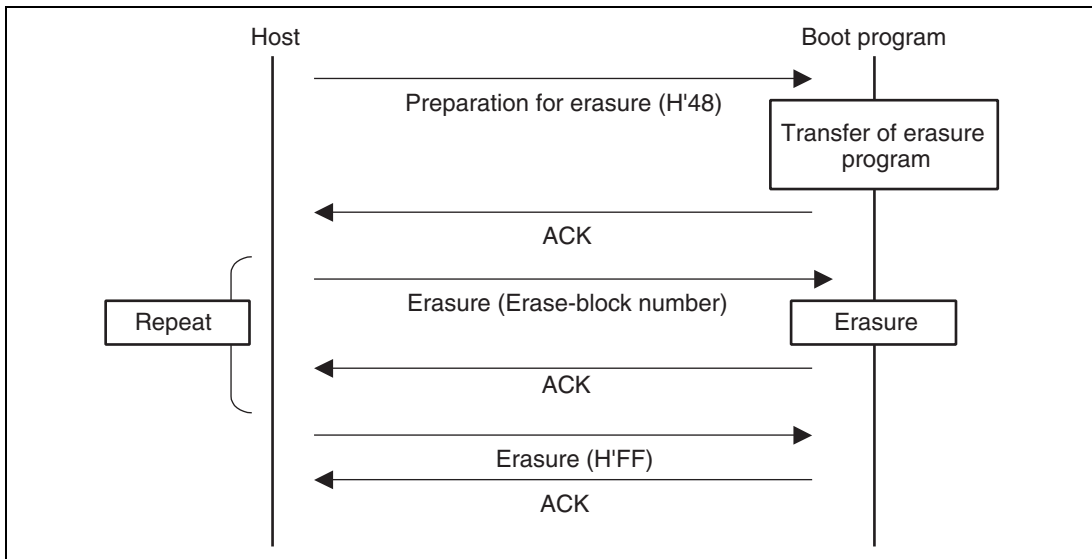 Host
Boot program
Preparation for erasure (H'48)
Transfer of erasure
program
ACK
Erasure (Erase-block number)
Repeat
Erasure
ACK
Erasure (H'FF)
ACK